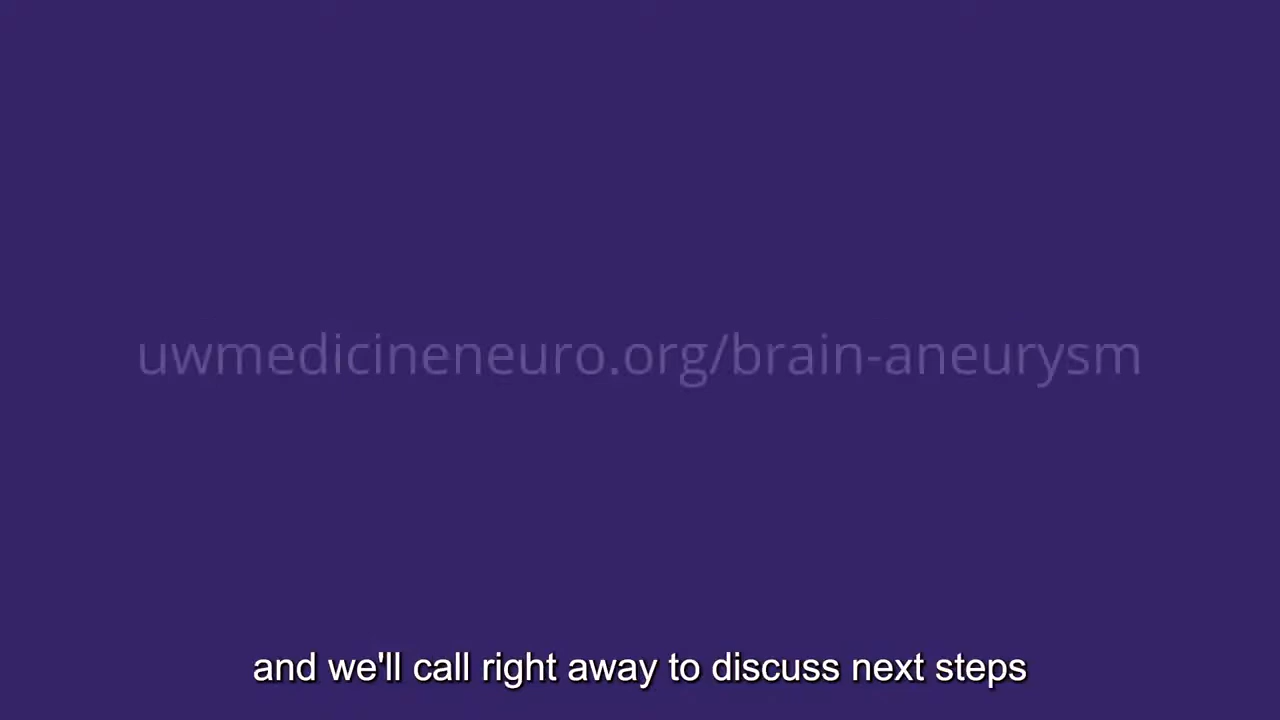 uwmedicineneuro.org/brain-aneurysm
and we'll call right away to discuss next steps